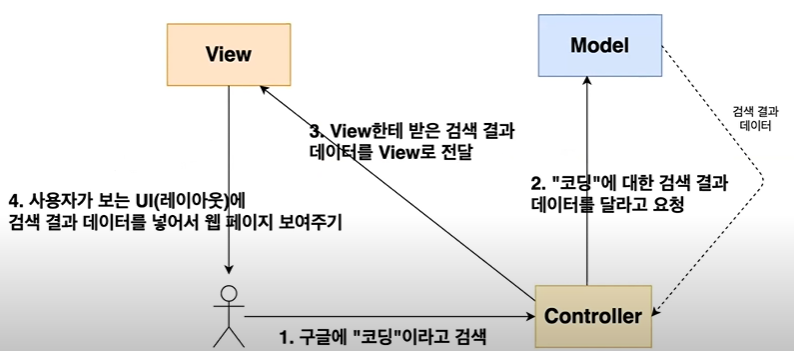 View
Model
검색 결과
데이터
3. View한테 받은 검색 결과
데이터를 View로 전달
2. "코딩"에 대한 검색 결과
데이터를 달라고 요청
4. 사용자가 보는 UI(레이아웃)에
검색 결과 데이터를 넣어서 웹 페이지 보여주기
Controller
1. 구글에 "코딩"이라고 검색